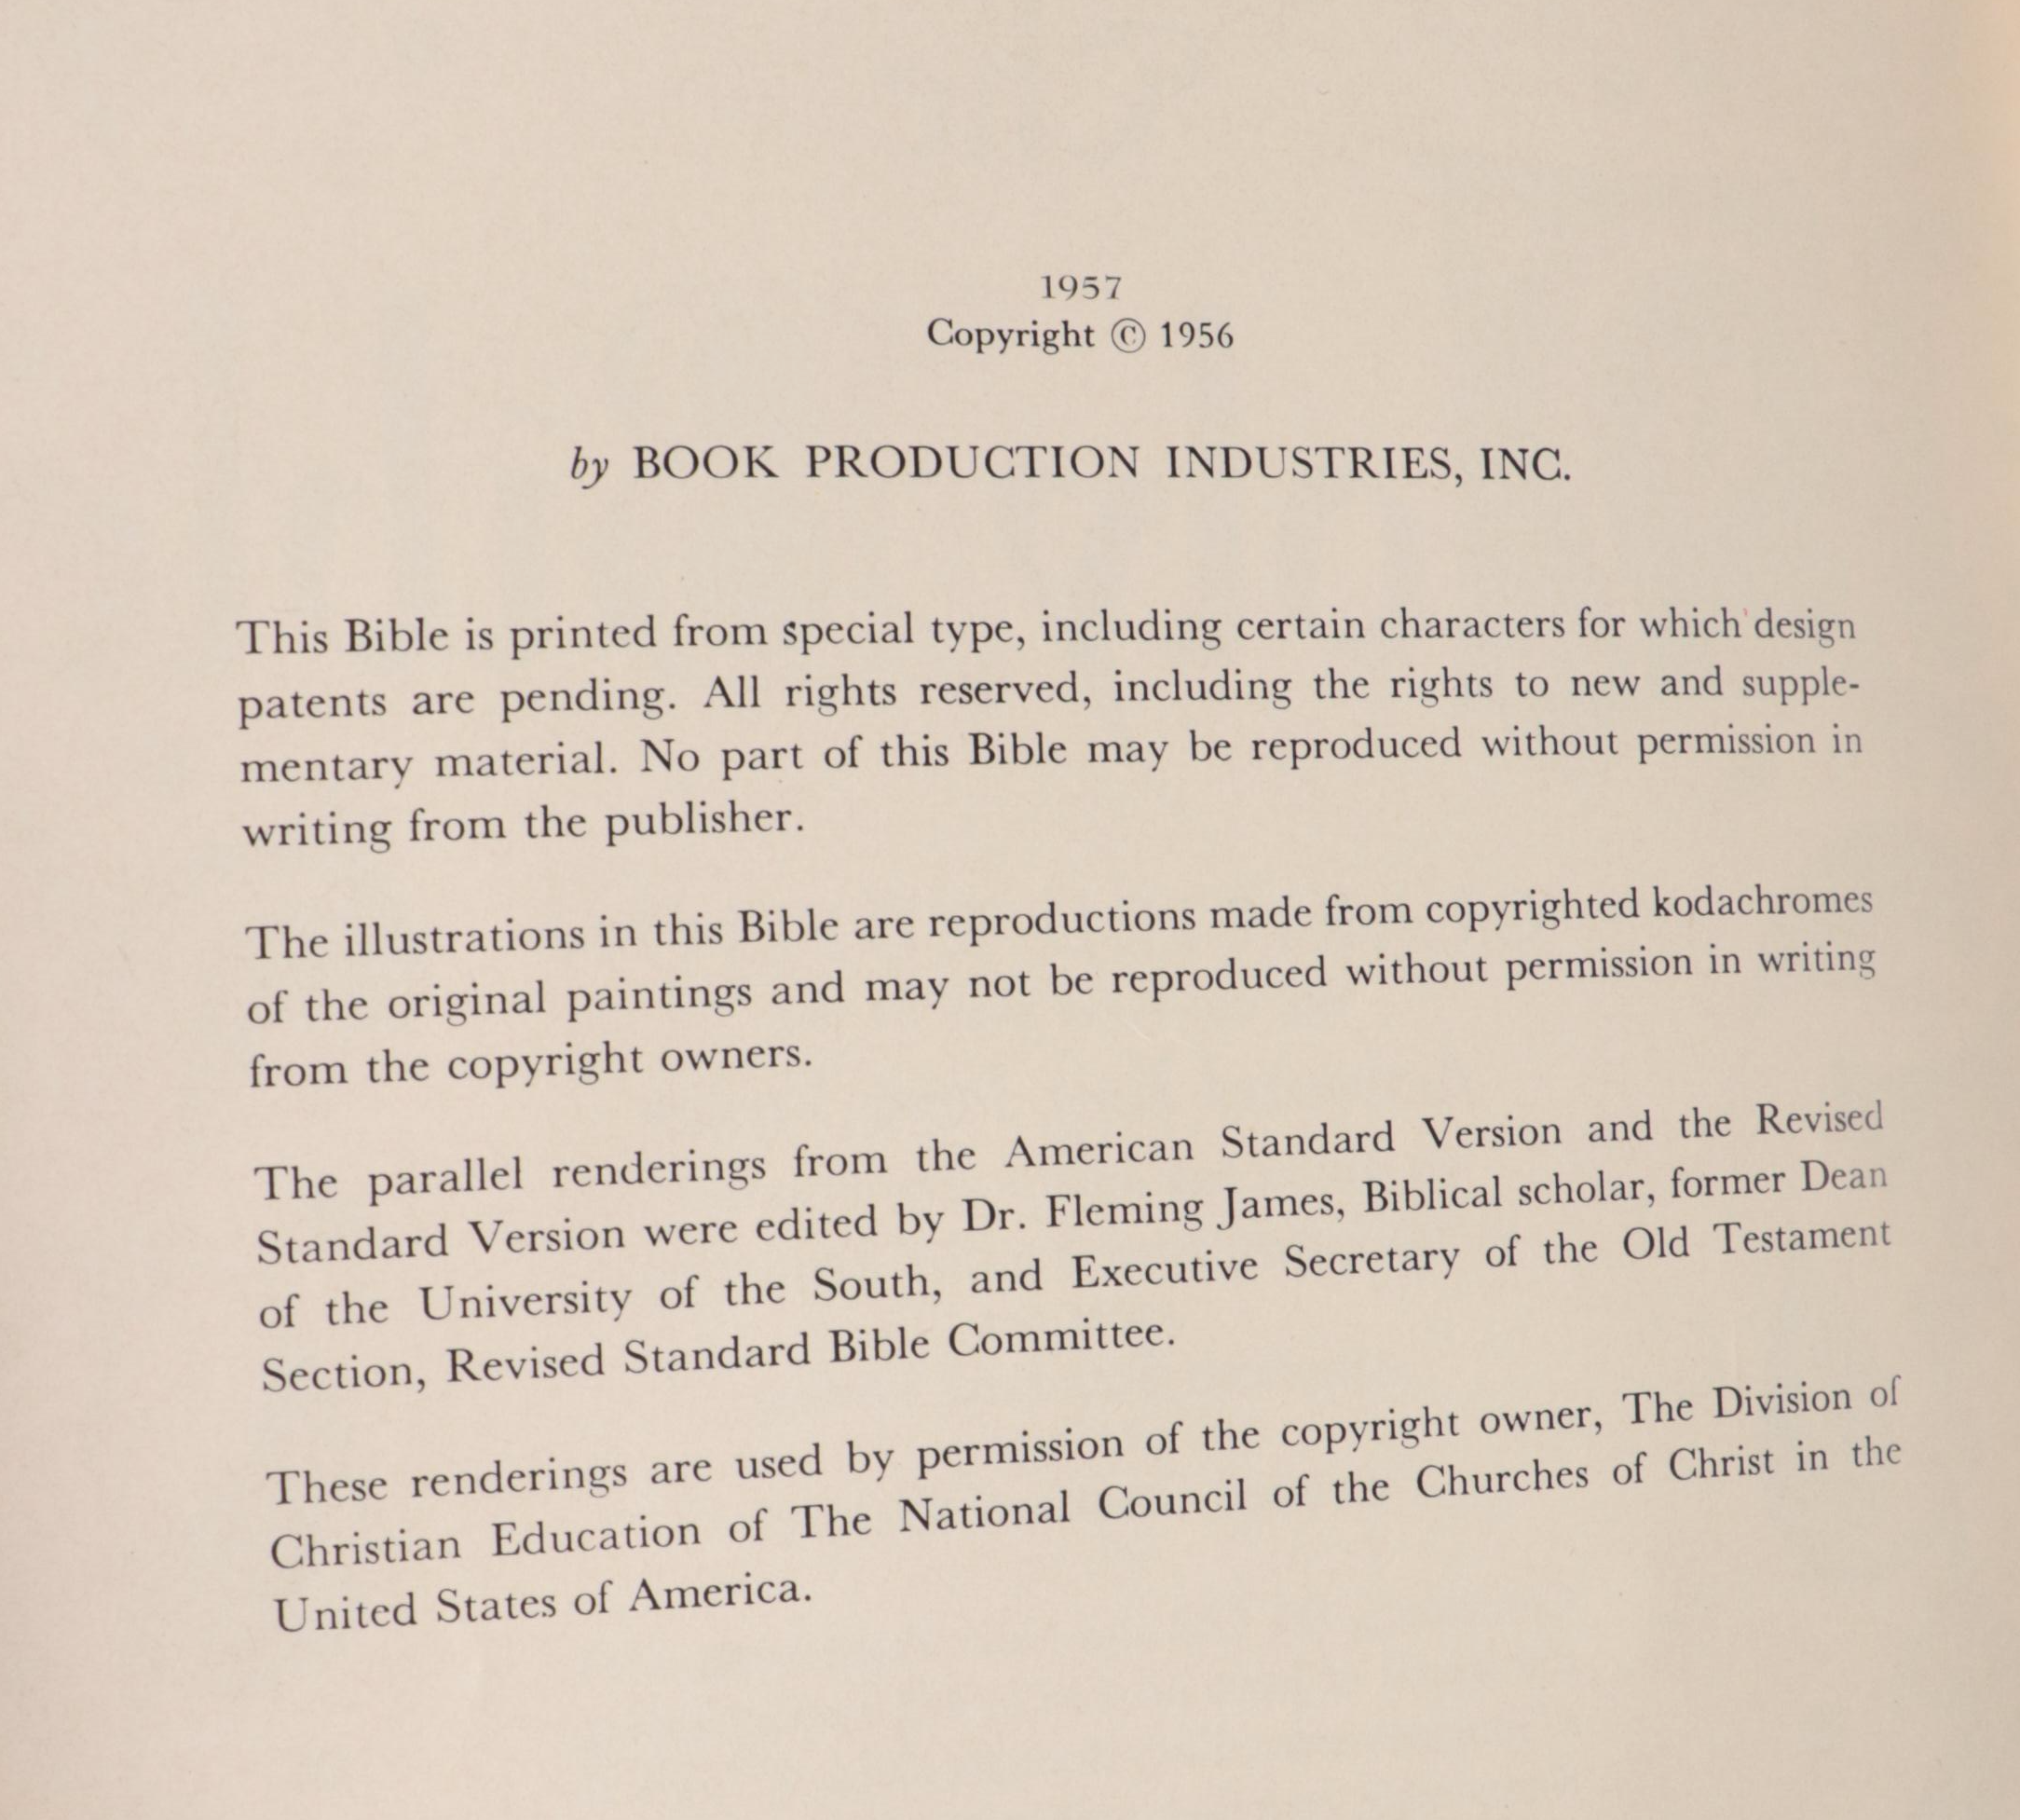 1957
Copyright © 1956
by BOOK PRODUCTION INDUSTRIES, INC.
This Bible is printed from special type, including certain characters for which design
patents are pending. All rights reserved, including the rights to new and supple-
mentary material. No part of this Bible may be reproduced without permission in
writing from the publisher.
The illustrations in this Bible are reproductions made from copyrighted kodachromes
of the original paintings and may not be reproduced without permission in writing
from the copyright owners.
The parallel renderings from the American Standard Version and the Revised
Standard Version were edited by Dr. Fleming James, Biblical scholar, former Dean
of the University of the South, and Executive Secretary of the Old Testament
Section, Revised Standard Bible Committee.
These renderings are used by permission of the copyright owner, The Division of
Christian Education of The National Council of the Churches of Christ in the
United States of America.